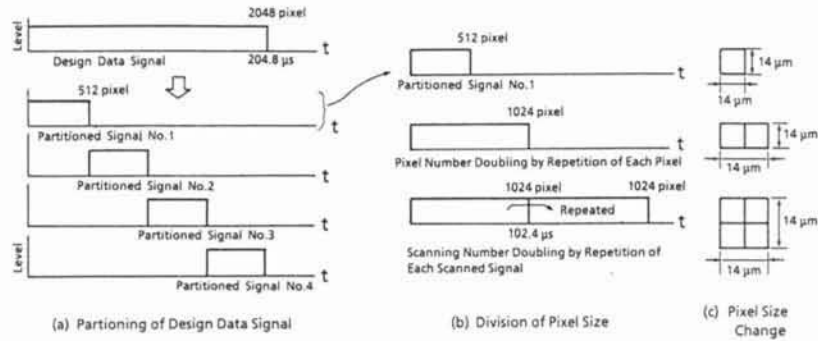 Level
2048 pixel
t
Design Data Signal
204.8 μs
512 pixel
t
Partitioned Signal No.1
t
Partitioned Signal No.2
t
Partitioned Signal No.3
Level
t
Partitioned Signal No.4
(a) Partioning of Design Data Signal
512 pixel
t
Partitioned Signal No.1
1024 pixel
t
Pixel Number Doubling by Repetition of Each Pixel
1024 pixel
1024 pixel
Repeated
t
102.4 μs
Scanning Number Doubling by Repetition of
Each Scanned Signal
(b) Division of Pixel Size
14 μm
14 μm
14 μm
14 μm
14 μm
14 μm
(c) Pixel Size
Change